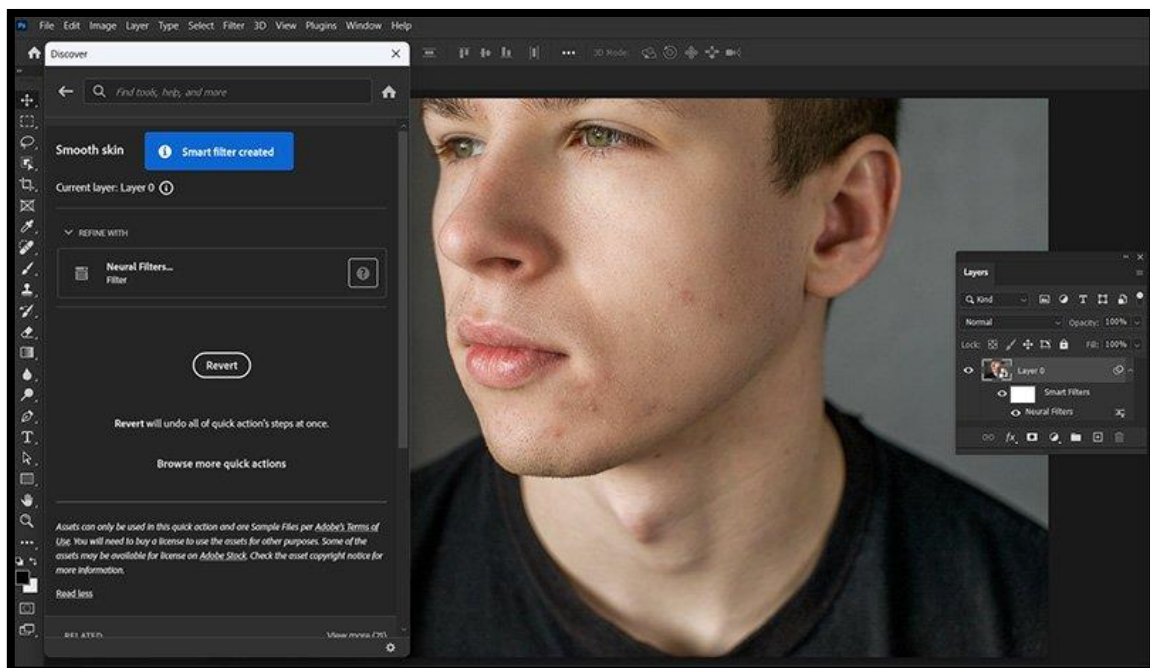 Ps File Edit Image Layer Type Select Filter 3D View Plugins Window Help
Discover
3D Mode:
Find tools, help, and more
Smooth skin
Smart filter created
Current layer: Layer 0
REFINE WITH
Neural Filters...
Filter
Revert
Revert will undo all of quick action's steps at once.
Browse more quick actions
Assets can only be used in this quick action and are Sample Files per Adobe's Terms of
Use. You will need to buy a license to use the assets for other purposes. Some of the
assets may be available for license on Adobe Stock. Check the asset copyright notice for
more information.
Read less
RELATED View more (21)
Layers
Kind
Normal Opacity: 100%
Lock: Fill: 100%
Layer 0
Smart Filters
Neural Filters
fx